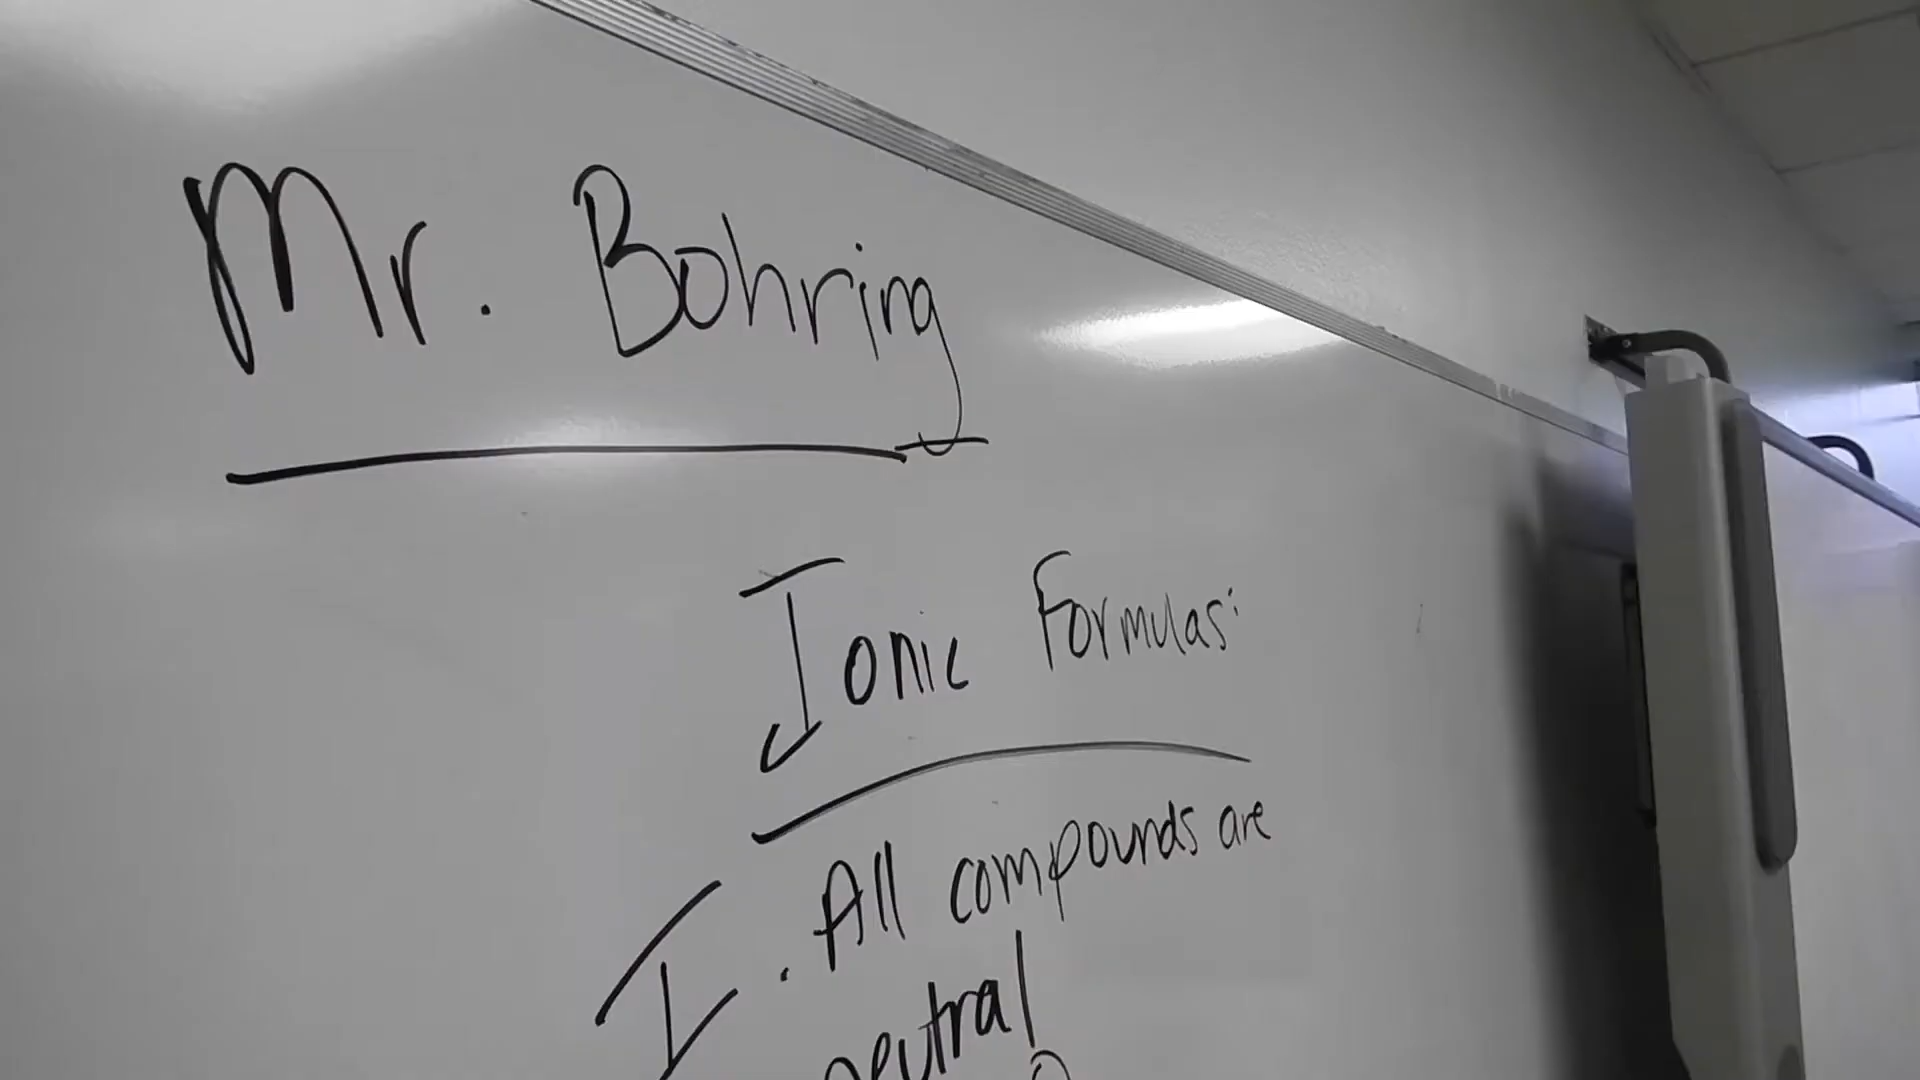 Mr. Bohring
Ionic Formulas:
I. All compounds are
neutral